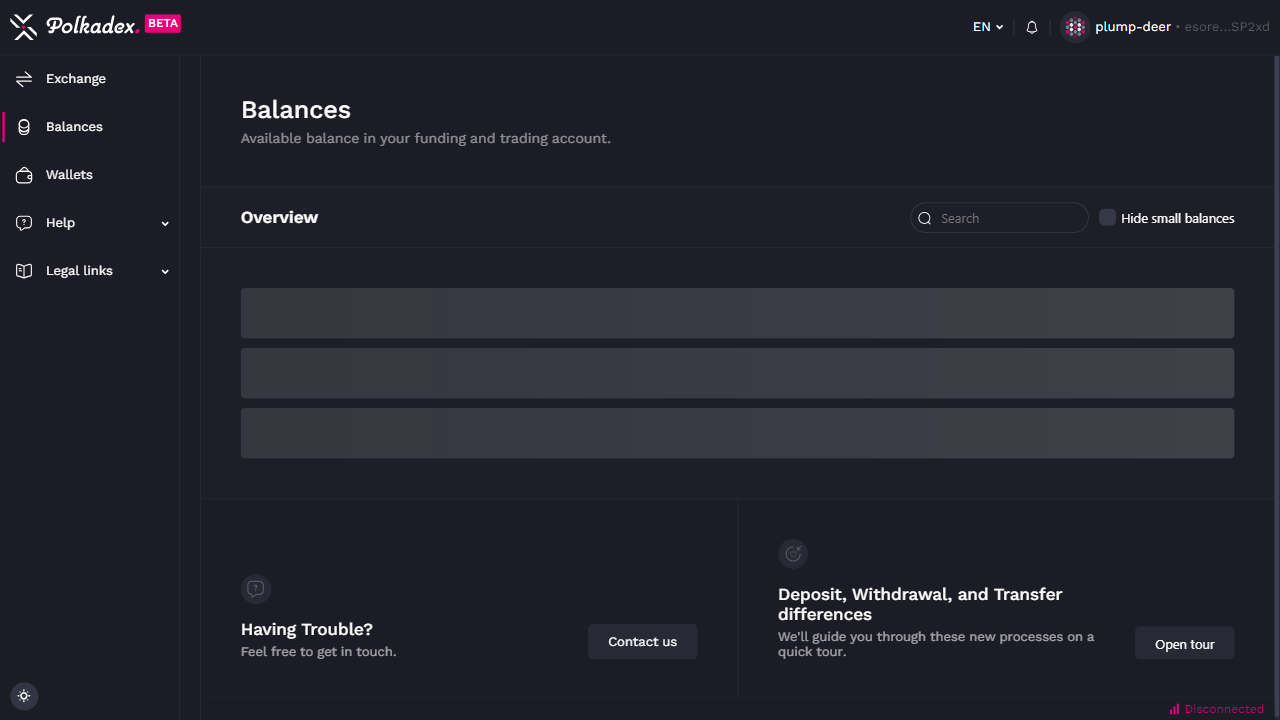 Polkadex. BETA
EN
plump-deer • esore...SP2xd
Exchange
Balances
Wallets
Help
Legal links
Balances
Available balance in your funding and trading account.
Overview
Search
Hide small balances
Having Trouble?
Feel free to get in touch.
Contact us
Deposit, Withdrawal, and Transfer
differences
We'll guide you through these new processes on a
quick tour.
Open tour
Disconnected